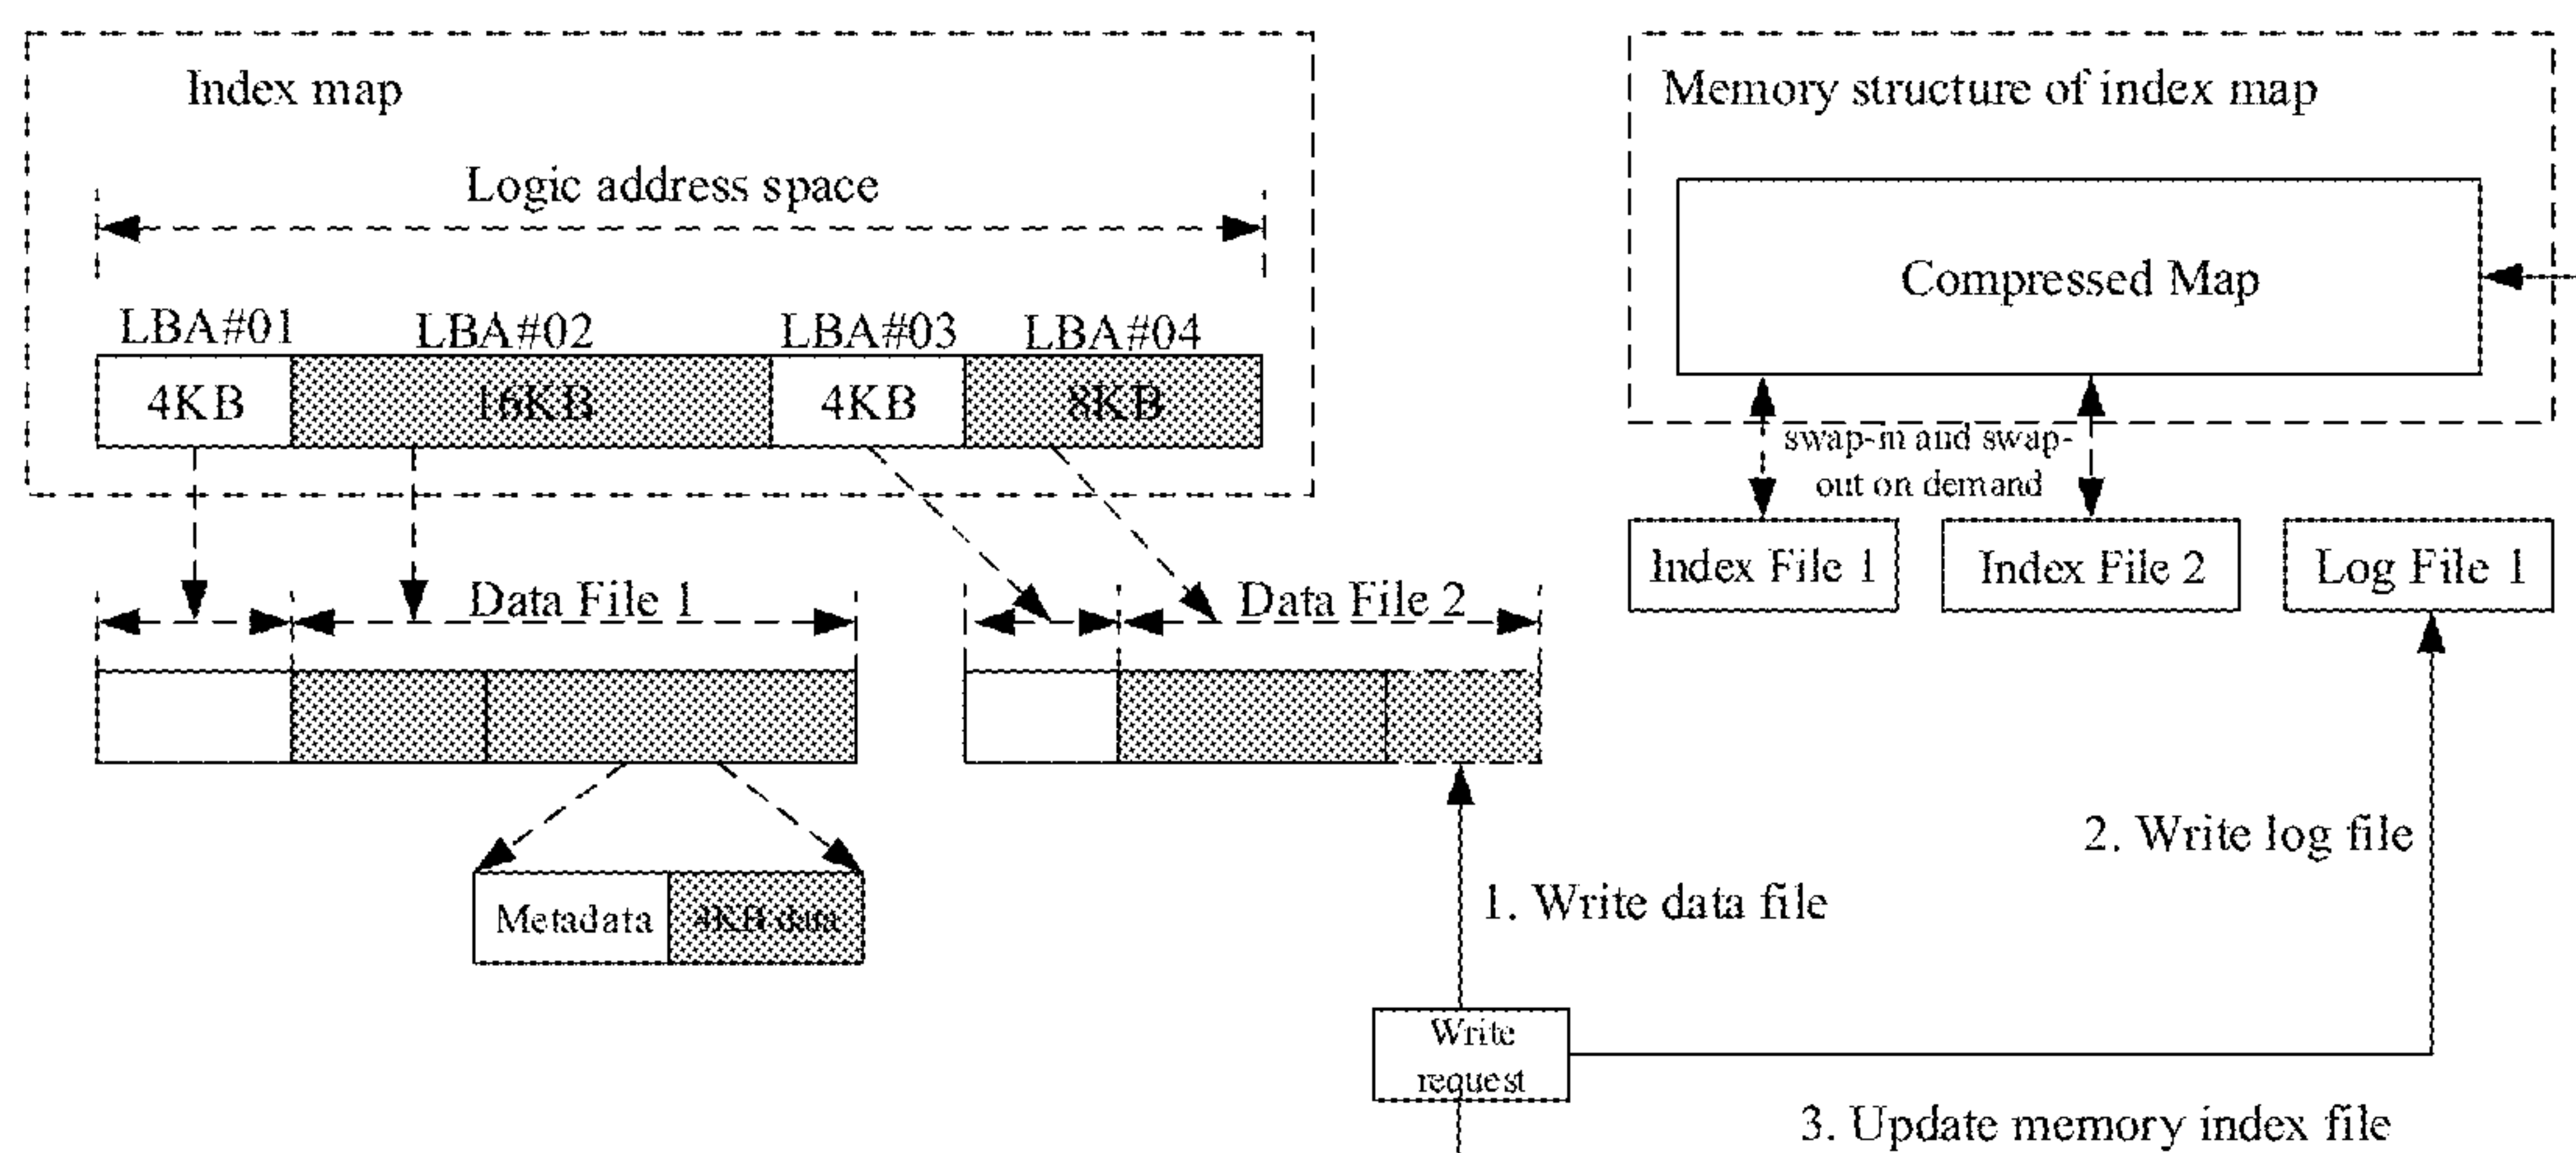 Index map
Logic address space
LBA#01
LBA#02
LBA#03
LBA#04
4KB
16KB
4KB
8KB
Data File 1
Data File 2
Metadata
4KB data
Memory structure of index map
Compressed Map
swap-in and swap-
out on demand
Index File 1
Index File 2
Log File 1
1. Write data file
2. Write log file
Write
request
3. Update memory index file